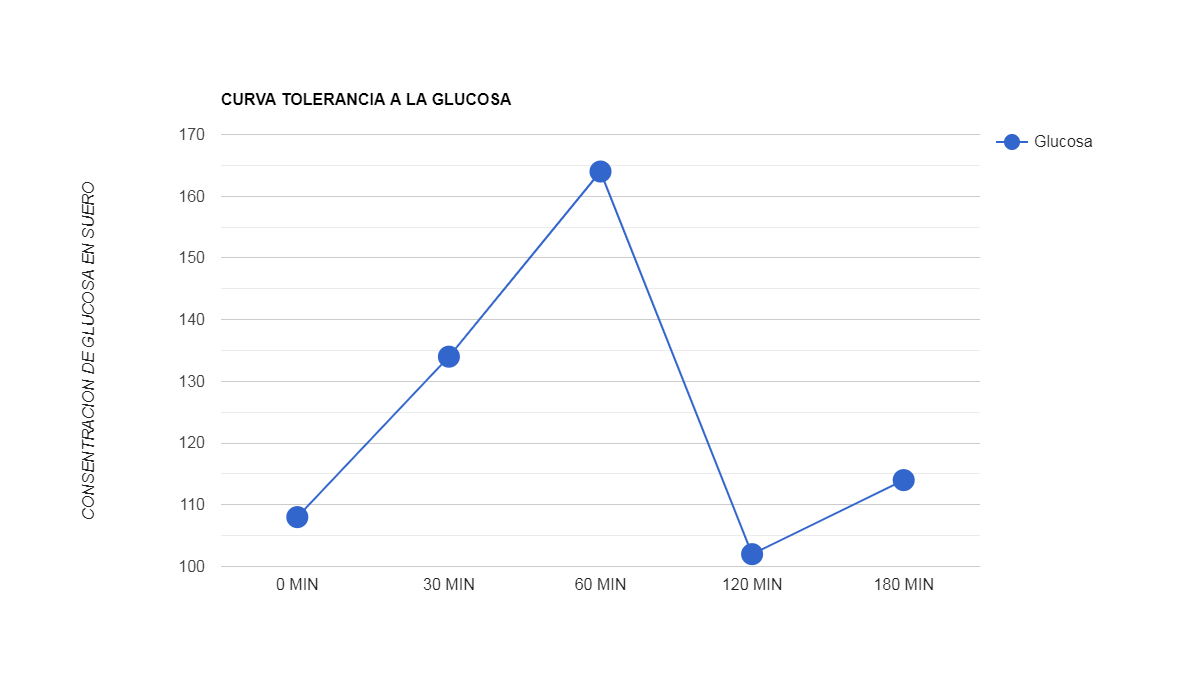 CURVA TOLERANCIA A LA GLUCOSA
Glucosa
CONSENTRACION DE GLUCOSA EN SUERO
170
160
150
140
130
120
110
100
0 MIN
30 MIN
60 MIN
120 MIN
180 MIN